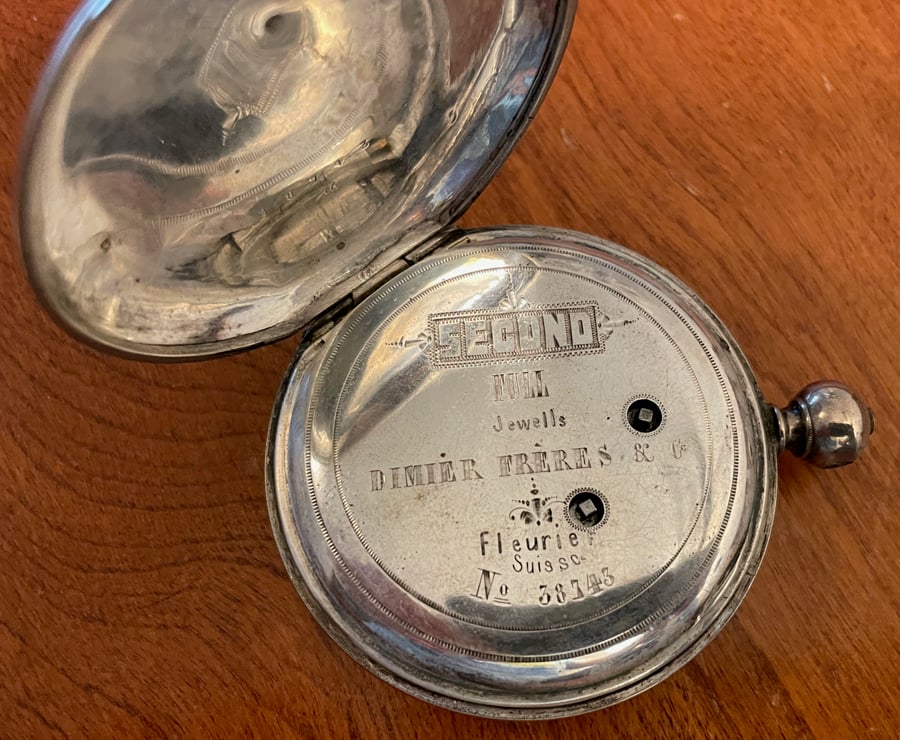 SECOND
FULL
Jewells
DIMIER FRÈRES & Co
Fleurier
Suisse
No 38743